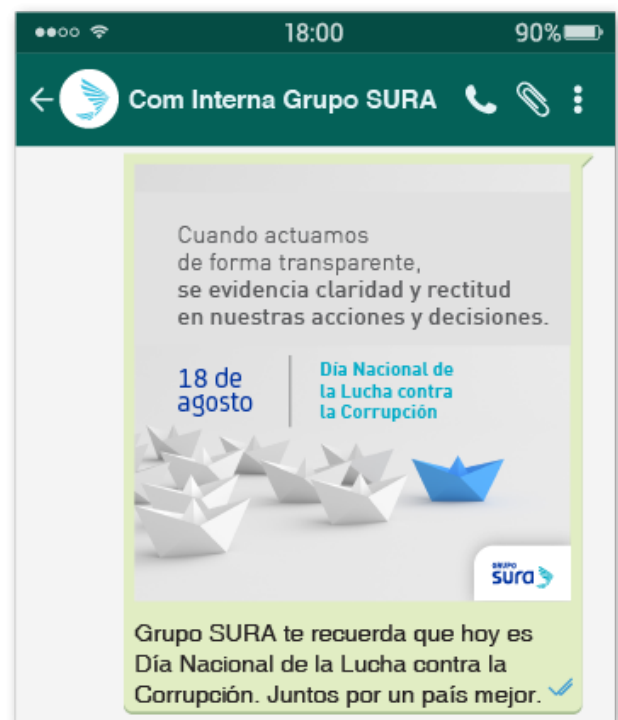 18:00
90%
Com Interna Grupo SURA
Cuando actuamos
de forma transparente,
se evidencia claridad y rectitud
en nuestras acciones y decisiones.
18 de
agosto
Día Nacional de
la Lucha contra
la Corrupción
GRUPO
sura
Grupo SURA te recuerda que hoy es
Día Nacional de la Lucha contra la
Corrupción. Juntos por un país mejor.